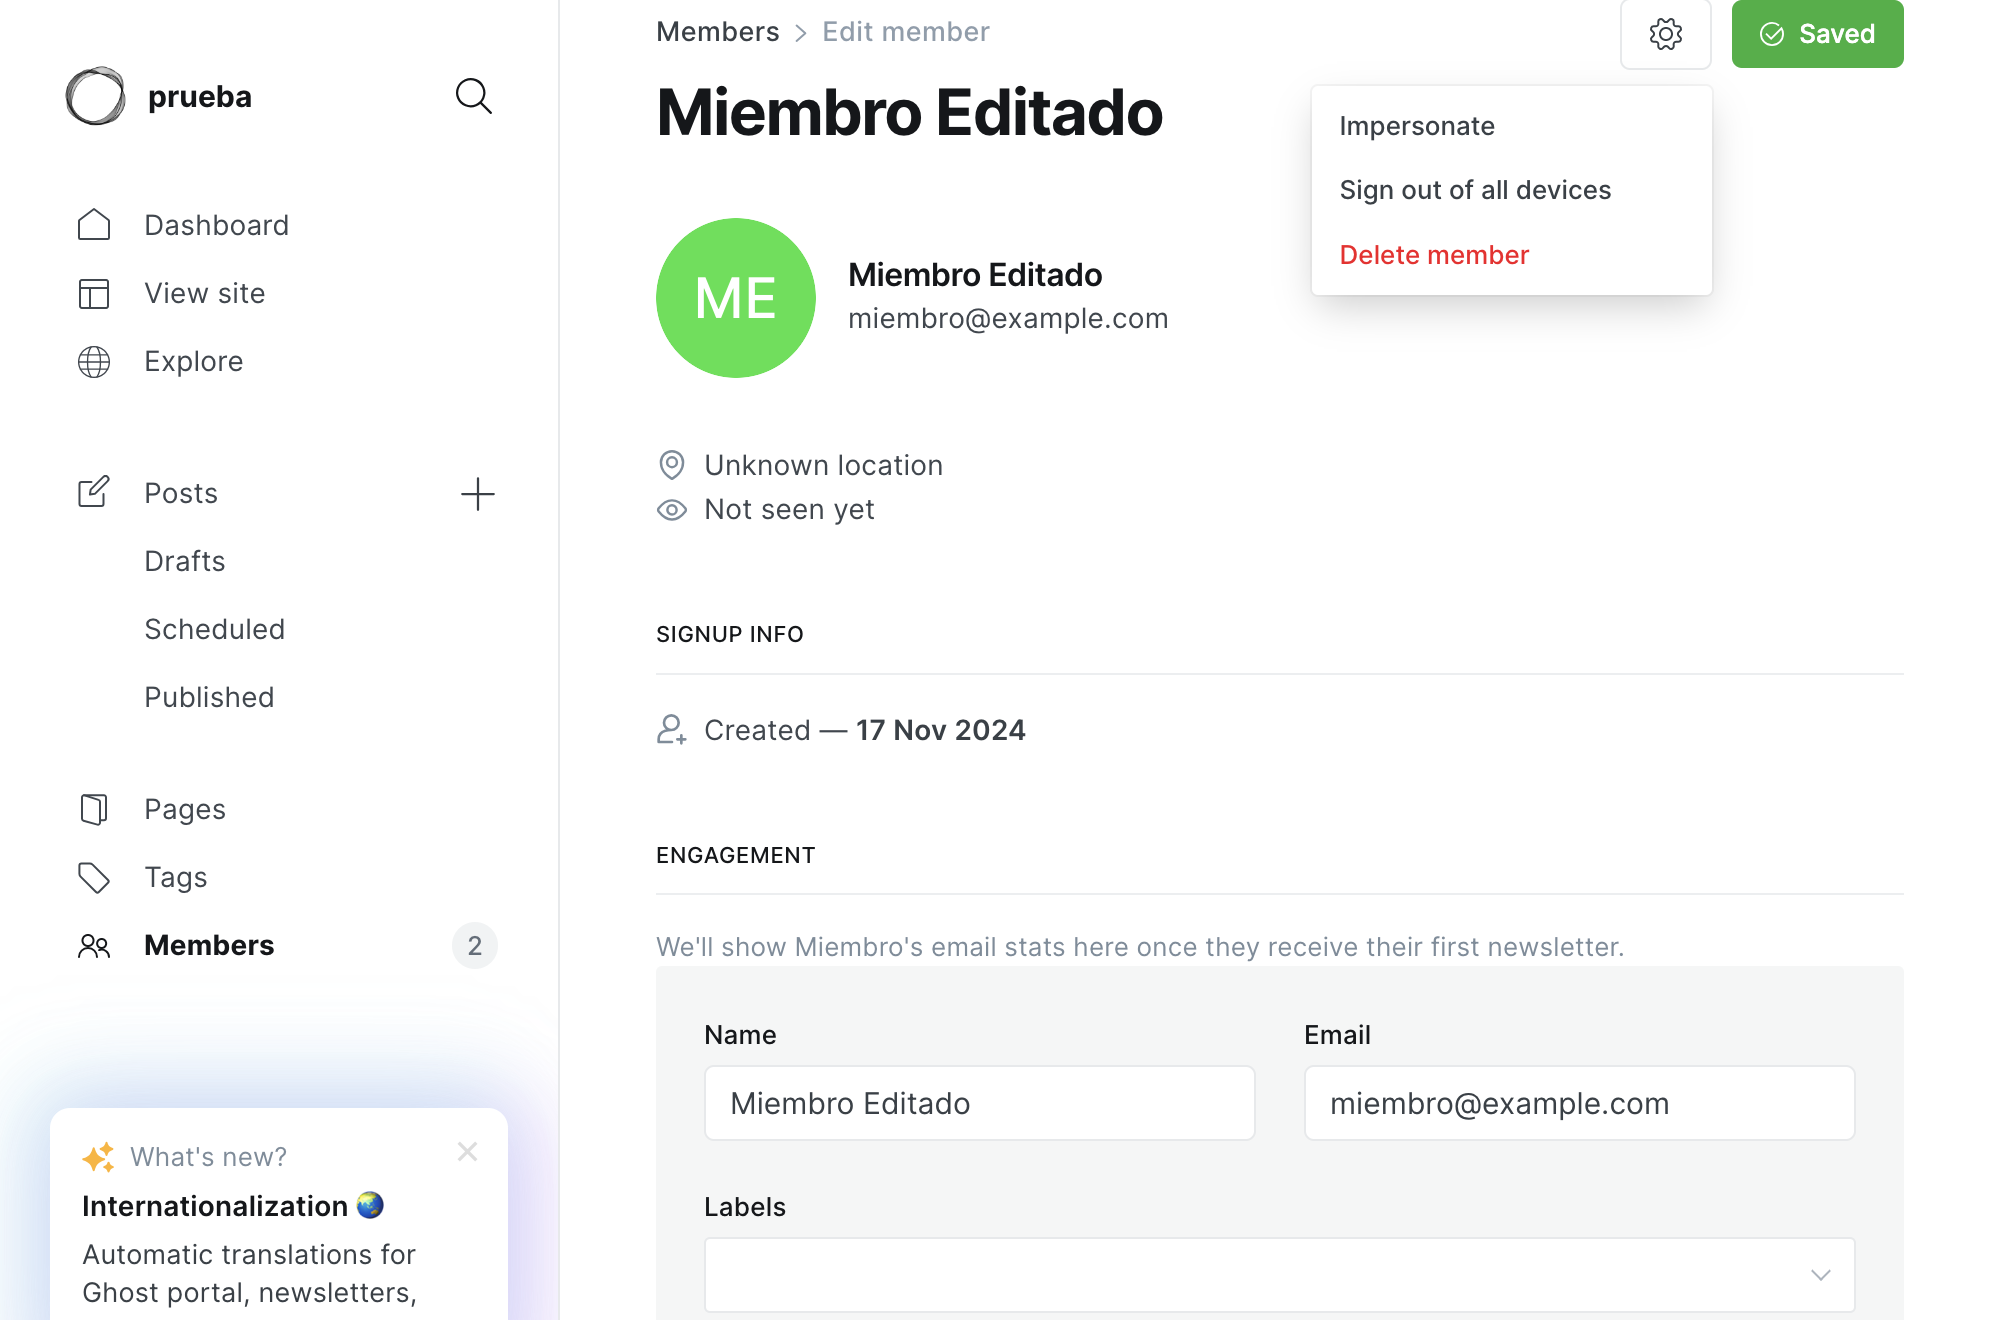 prueba
Dashboard
View site
Explore
Posts
Drafts
Scheduled
Published
Pages
Tags
Members
2
What's new?
Internationalization 🌏
Automatic translations for
Ghost portal, newsletters,
Members > Edit member
Saved
Miembro Editado
Impersonate
Sign out of all devices
Delete member
ME
Miembro Editado
miembro@example.com
Unknown location
Not seen yet
SIGNUP INFO
Created — 17 Nov 2024
ENGAGEMENT
We'll show Miembro's email stats here once they receive their first newsletter.
Name
Miembro Editado
Email
miembro@example.com
Labels